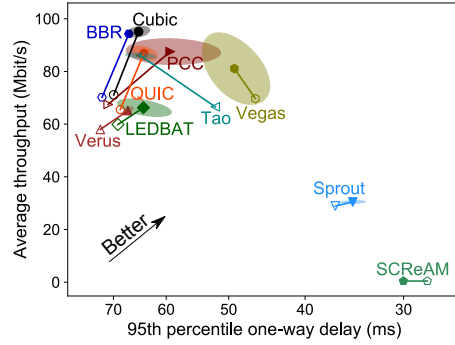 Average throughput (Mbit/s)
100
80
60
40
20
0
Cubic
BBR
PCC
QUIC
Tao
Vegas
LEDBAT
Verus
Sprout
Better
SCReAM
70
60
50
40
30
95th percentile one-way delay (ms)